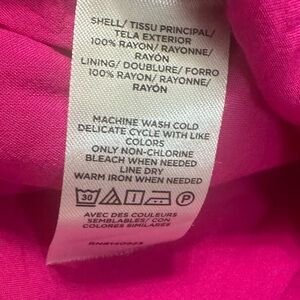 SHELL/ TISSU PRINCIPAL/
TELA EXTERIOR
100% RAYON/ RAYONNE/
RAYÓN
LINING/ DOUBLURE/ FORRO
100% RAYON/ RAYONNE/
RAYÓN
MACHINE WASH COLD
DELICATE CYCLE WITH LIKE
COLORS
ONLY NON-CHLORINE
BLEACH WHEN NEEDED
LINE DRY
WARM IRON WHEN NEEDED
30 P
AVEC DES COULEURS
SEMBLABLES/ CON
COLORES SIMILARES